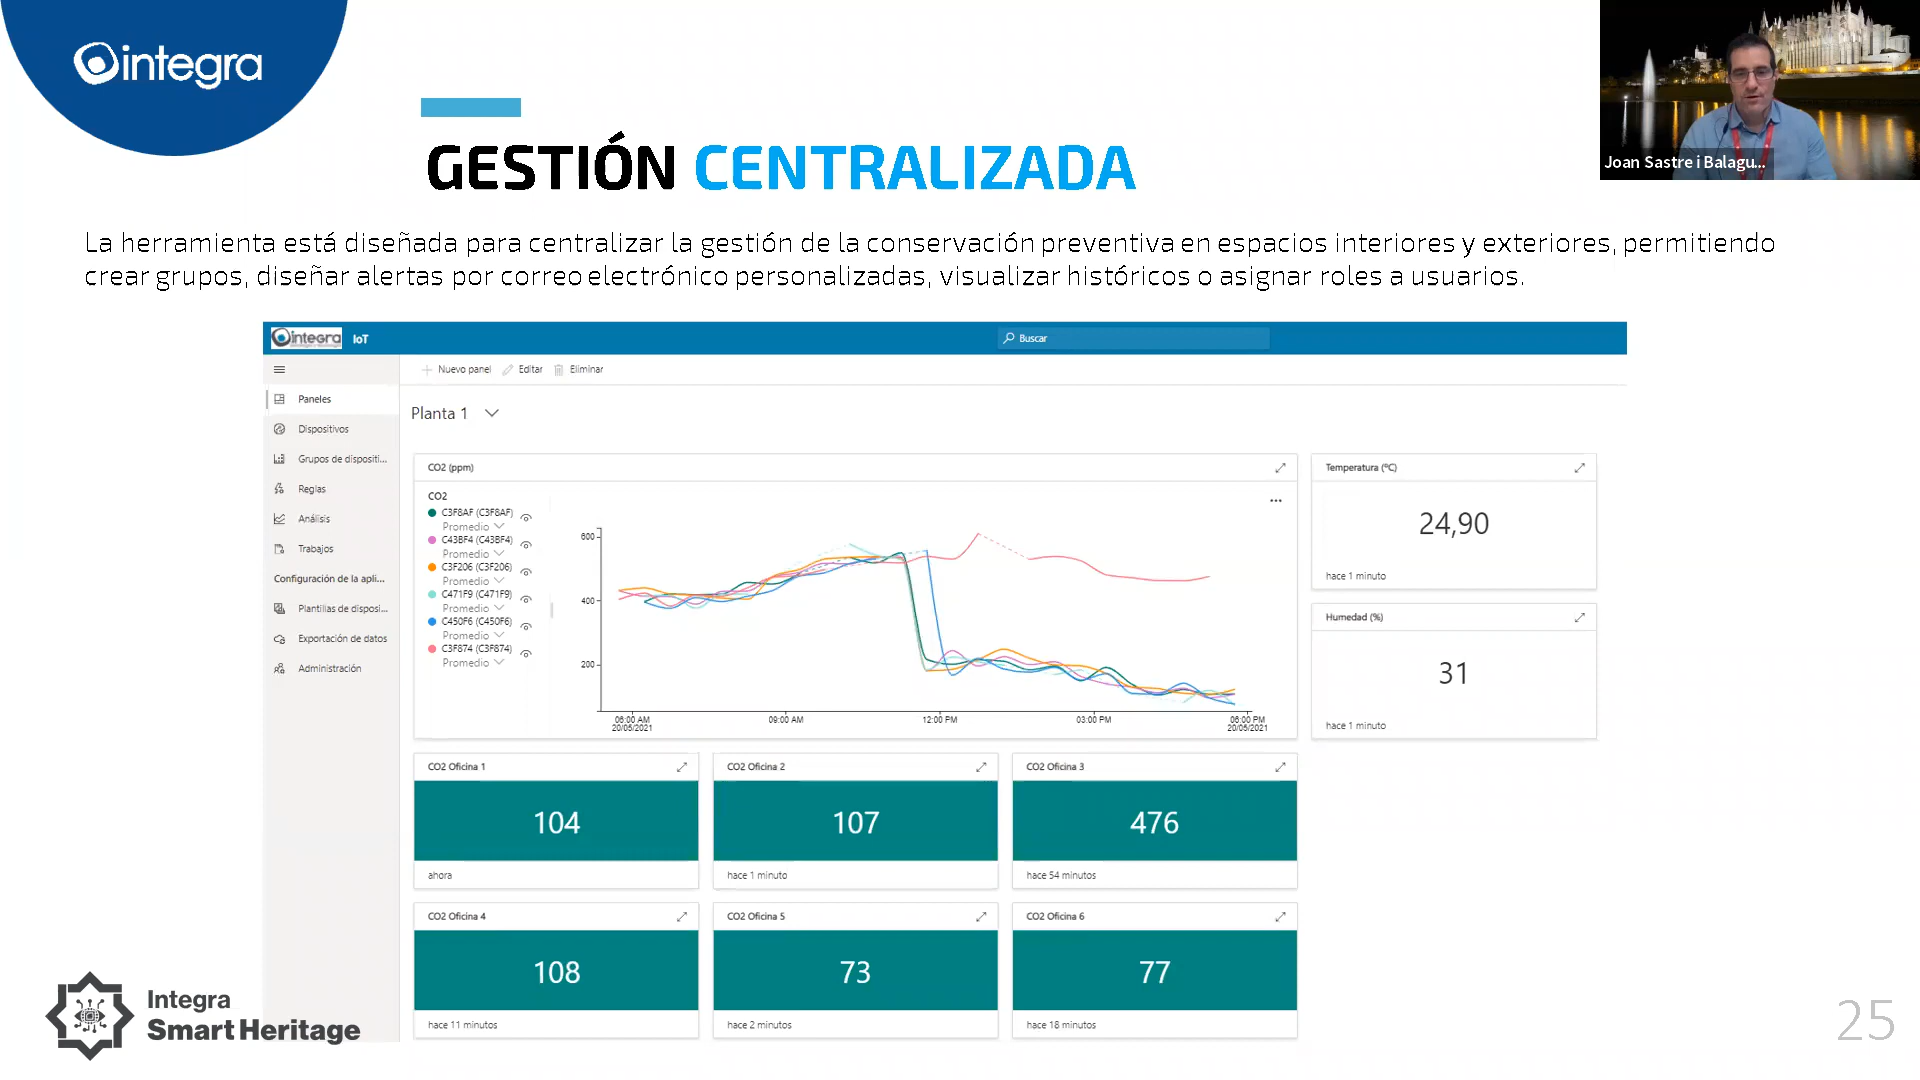 integra
Joan Sastre i Balagu...
GESTIÓN CENTRALIZADA
La herramienta está diseñada para centralizar la gestión de la conservación preventiva en espacios interiores y exteriores, permitiendo
crear grupos, diseñar alertas por correo electrónico personalizadas, visualizar históricos o asignar roles a usuarios.
integra IoT
Buscar
Nuevo panel Editar Eliminar
Paneles
Dispositivos
Grupos de dispositi...
Reglas
Análisis
Trabajos
Configuración de la apli...
Plantillas de disposi...
Exportación de datos
Administración
Planta 1
CO2 (ppm)
CO2
C3F8AF (C3F8AF)
Promedio
C43BF4 (C43BF4)
Promedio
C3F206 (C3F206)
Promedio
C471F9 (C471F9)
Promedio
C450F6 (C450F6)
Promedio
C3F874 (C3F874)
Promedio
600
400
200
06:00 AM 09:00 AM 12:00 PM 03:00 PM 06:00 PM
20/05/2021 20/05/2021
Temperatura (ºC)
24,90
hace 1 minuto
Humedad (%)
31
hace 1 minuto
CO2 Oficina 1
104
ahora
CO2 Oficina 2
107
hace 1 minuto
CO2 Oficina 3
476
hace 54 minutos
CO2 Oficina 4
108
hace 11 minutos
CO2 Oficina 5
73
hace 2 minutos
CO2 Oficina 6
77
hace 18 minutos
Integra
Smart Heritage
25